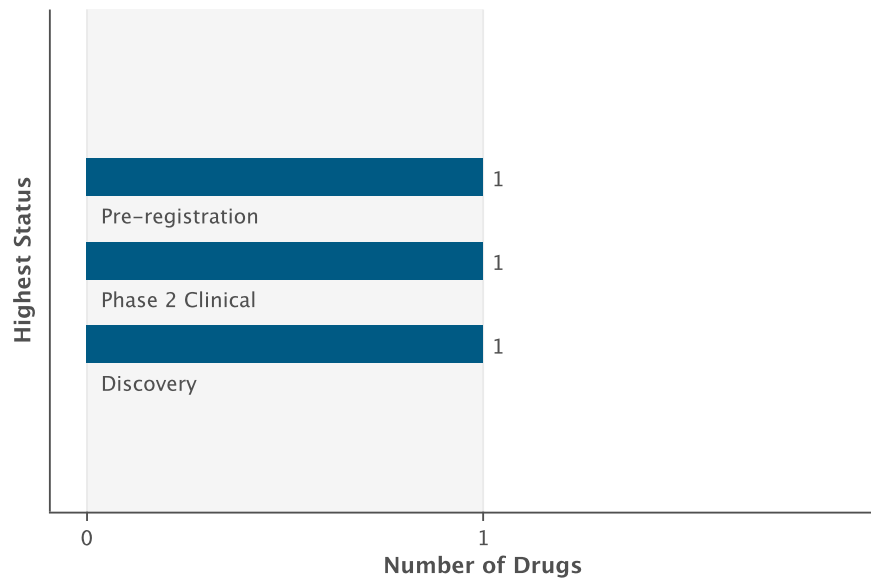 Highest Status
1
Pre-registration
1
Phase 2 Clinical
1
Discovery
0 1
Number of Drugs